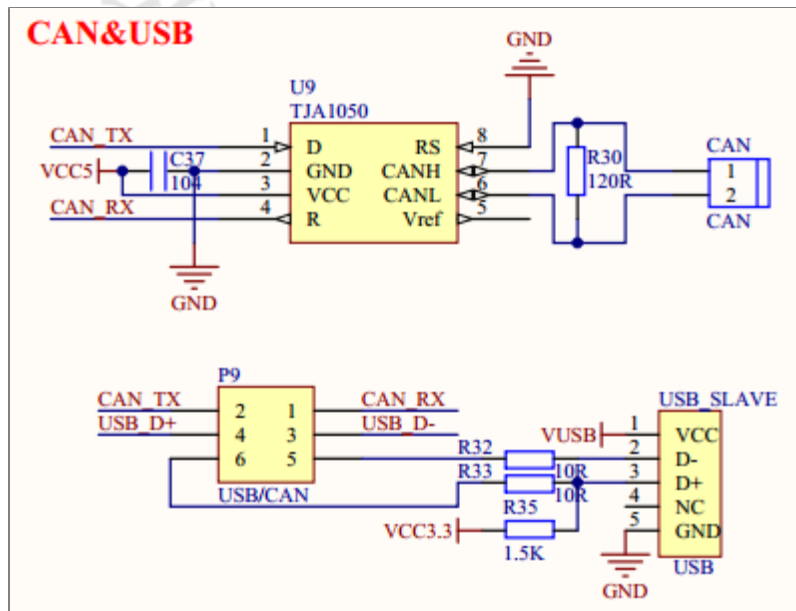 CAN&USB
GND
U9
TJA1050
CAN_TX 1 D RS 8
VCC5 C37 2 GND CANH 7 R30 CAN 1
104 3 VCC CANL 6 120R 2
CAN_RX 4 R Vref 5 CAN
GND
P9
CAN_TX 2 1 CAN_RX USB_SLAVE
USB_D+ 4 3 USB_D- VUSB 1 VCC
6 5 R32 10R 2 D-
USB/CAN R33 10R 3 D+
R35 4 NC
VCC3.3 1.5K 5 GND
GND USB